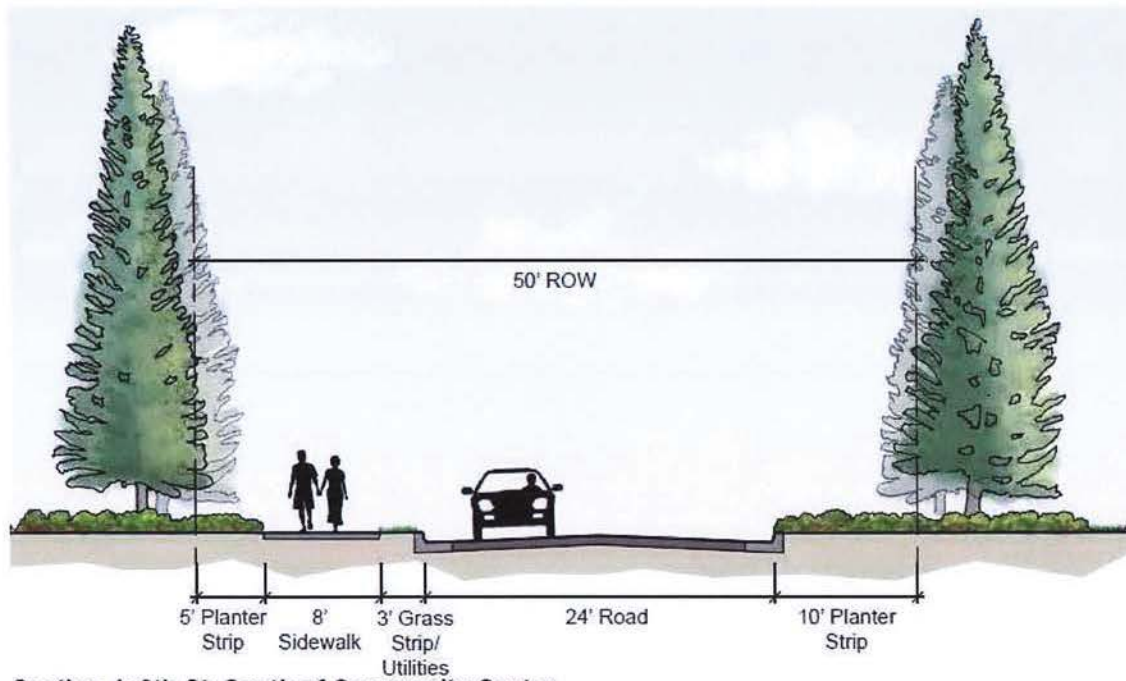 50' ROW
5' Planter
Strip
8'
Sidewalk
3' Grass
Strip/
Utilities
24' Road
10' Planter
Strip